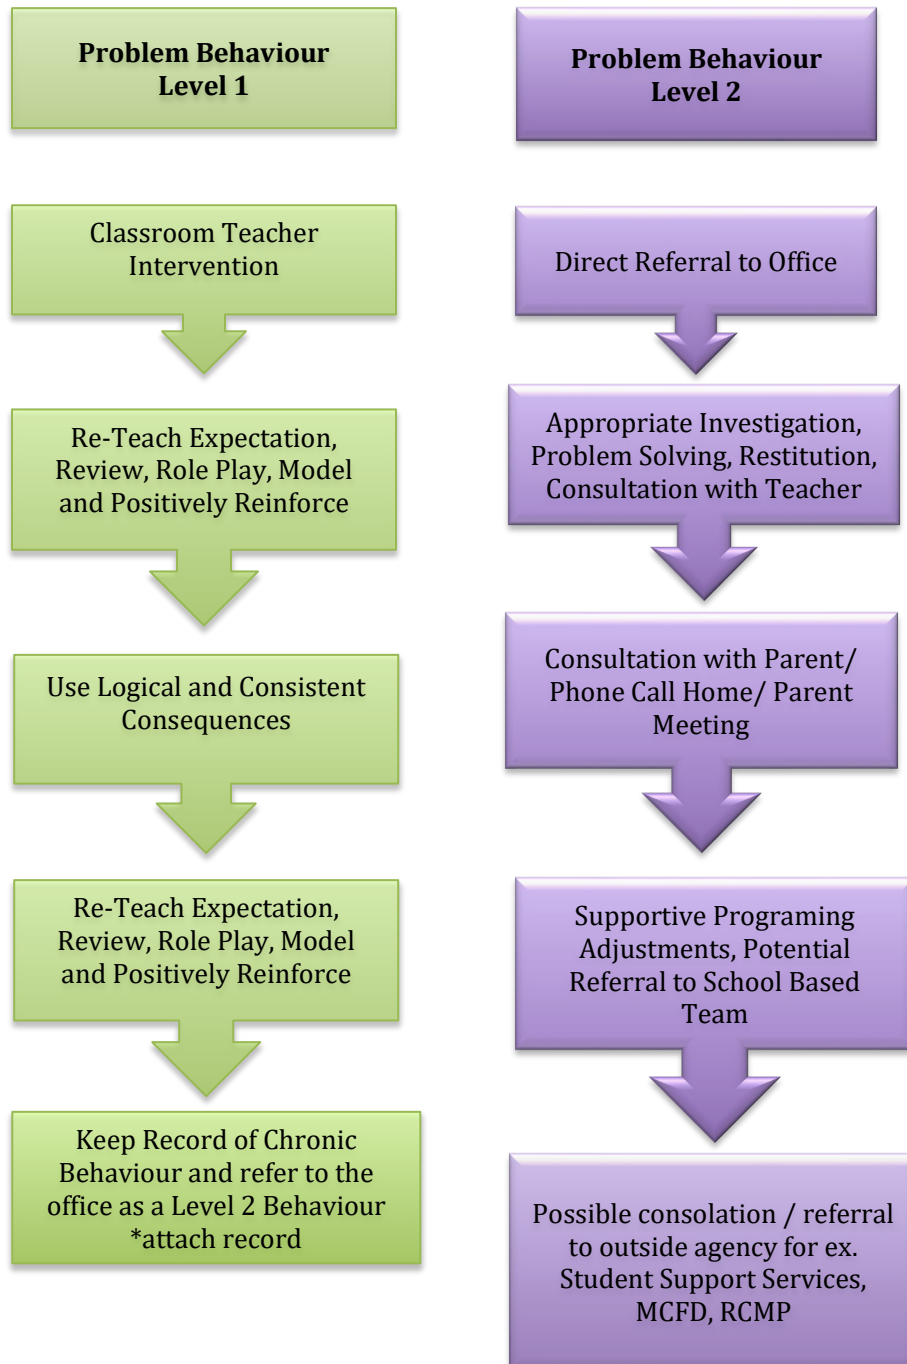 Problem Behaviour
Level 1
Classroom Teacher
Intervention
Re-Teach Expectation,
Review, Role Play, Model
and Positively Reinforce
Use Logical and Consistent
Consequences
Re-Teach Expectation,
Review, Role Play, Model
and Positively Reinforce
Keep Record of Chronic
Behaviour and refer to the
office as a Level 2 Behaviour
*attach record
Problem Behaviour
Level 2
Direct Referral to Office
Appropriate Investigation,
Problem Solving, Restitution,
Consultation with Teacher
Consultation with Parent/
Phone Call Home/ Parent
Meeting
Supportive Programing
Adjustments, Potential
Referral to School Based
Team
Possible consolation / referral
to outside agency for ex.
Student Support Services,
MCFD, RCMP